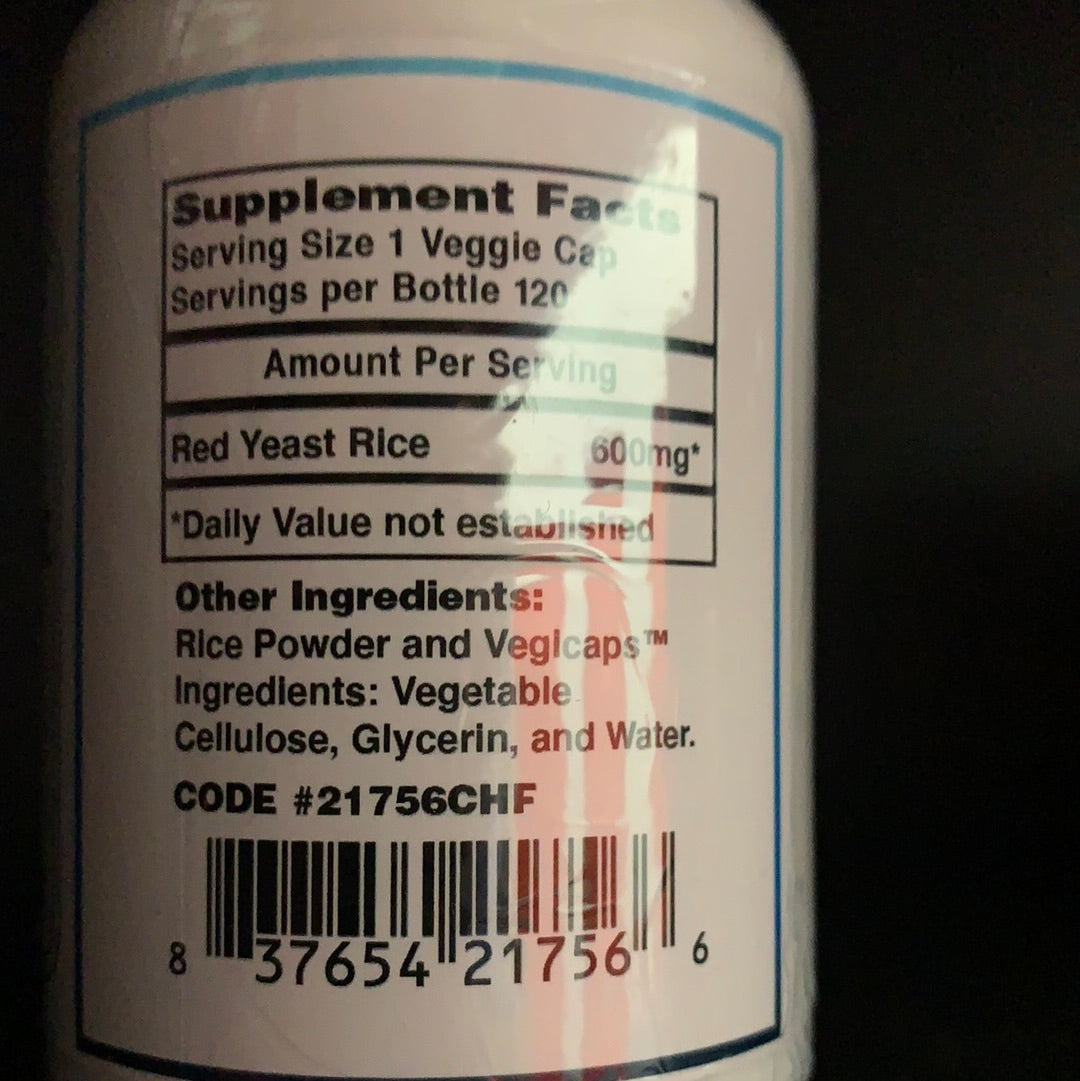 Supplement Facts
Serving Size 1 Veggie Cap
Servings per Bottle 120
Amount Per Serving
Red Yeast Rice 600mg*
*Daily Value not established
Other Ingredients:
Rice Powder and Vegicaps™
Ingredients: Vegetable
Cellulose, Glycerin, and Water.
CODE #21756CHF
8 37654 21756 6